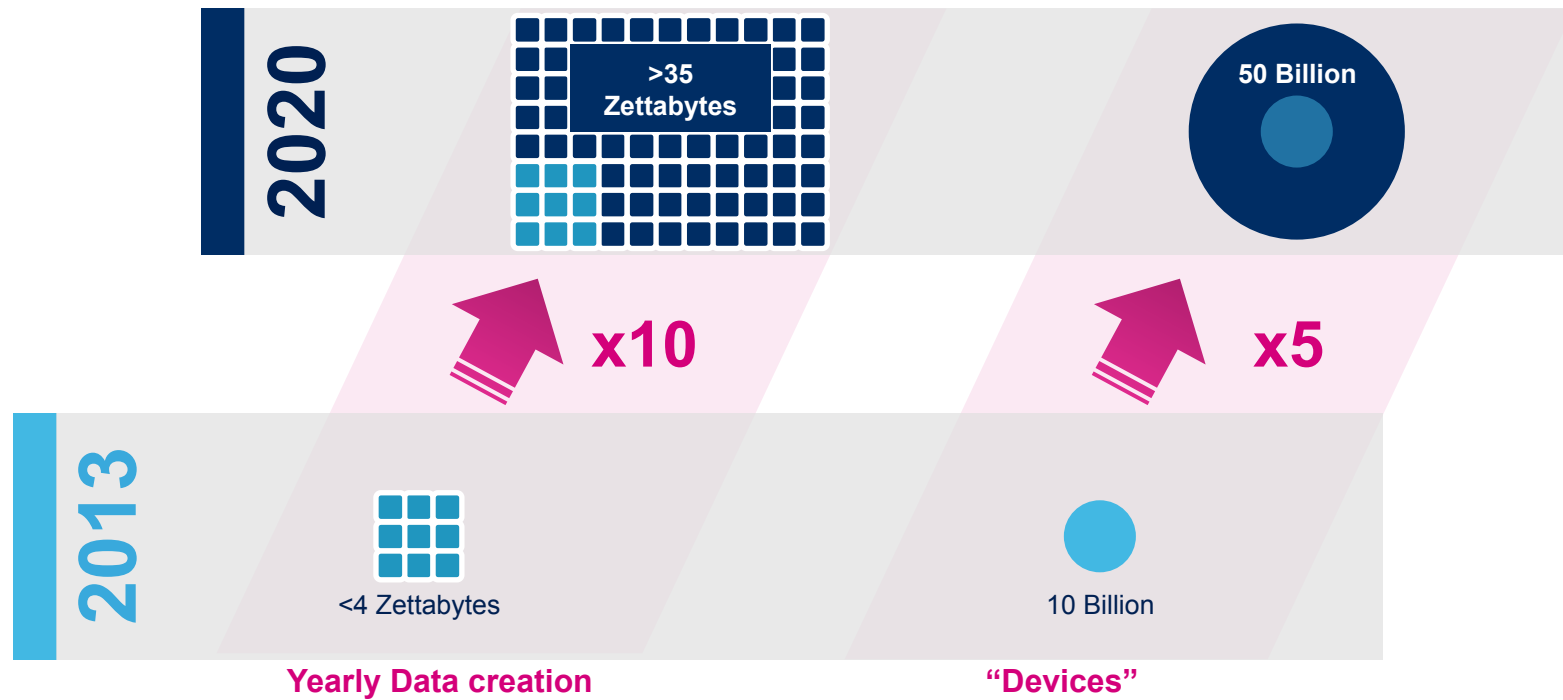 2020
>35
Zettabytes
50 Billion
x10
x5
2013
<4 Zettabytes
10 Billion
Yearly Data creation
“Devices”